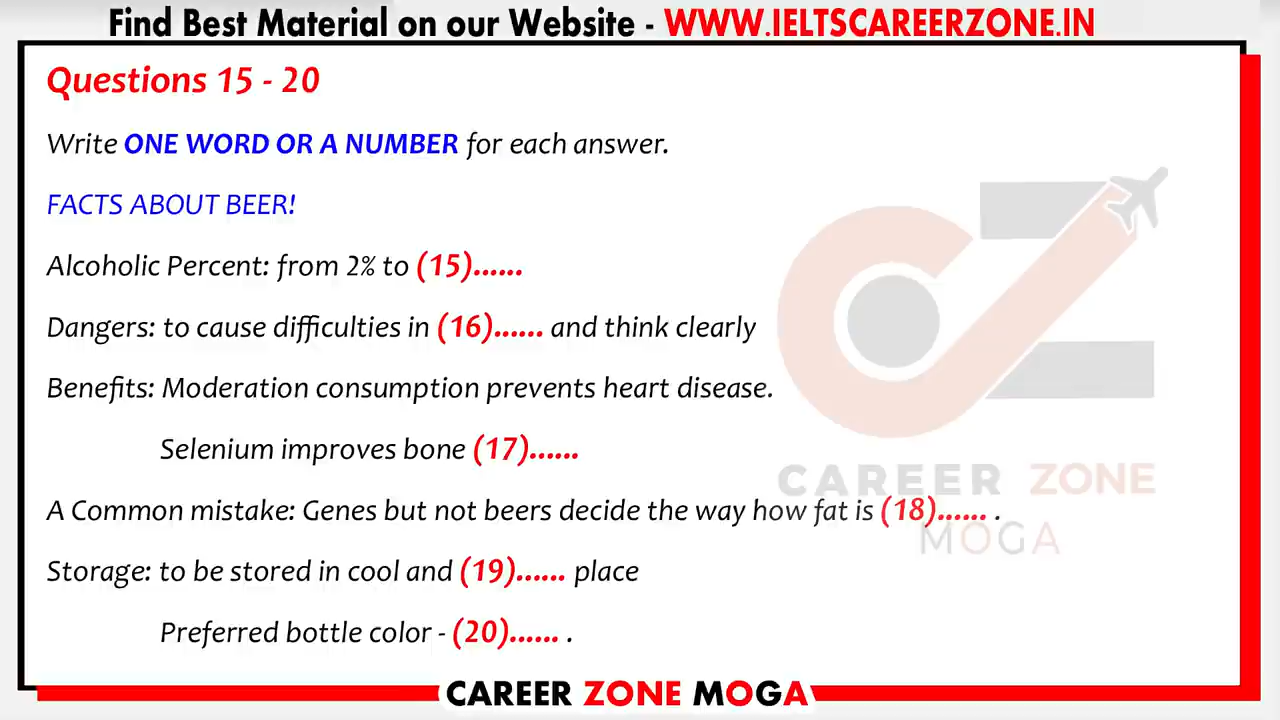 Find Best Material on our Website - WWW.IELTSCAREERZONE.IN
Questions 15 - 20
Write ONE WORD OR A NUMBER for each answer.
FACTS ABOUT BEER!
Alcoholic Percent: from 2% to (15)......
Dangers: to cause difficulties in (16)...... and think clearly
Benefits: Moderation consumption prevents heart disease.
Selenium improves bone (17)......
CAREER ZONE
A Common mistake: Genes but not beers decide the way how fat is (18)...... .
MOGA
Storage: to be stored in cool and (19)...... place
Preferred bottle color - (20)...... .
CAREER ZONE MOGA